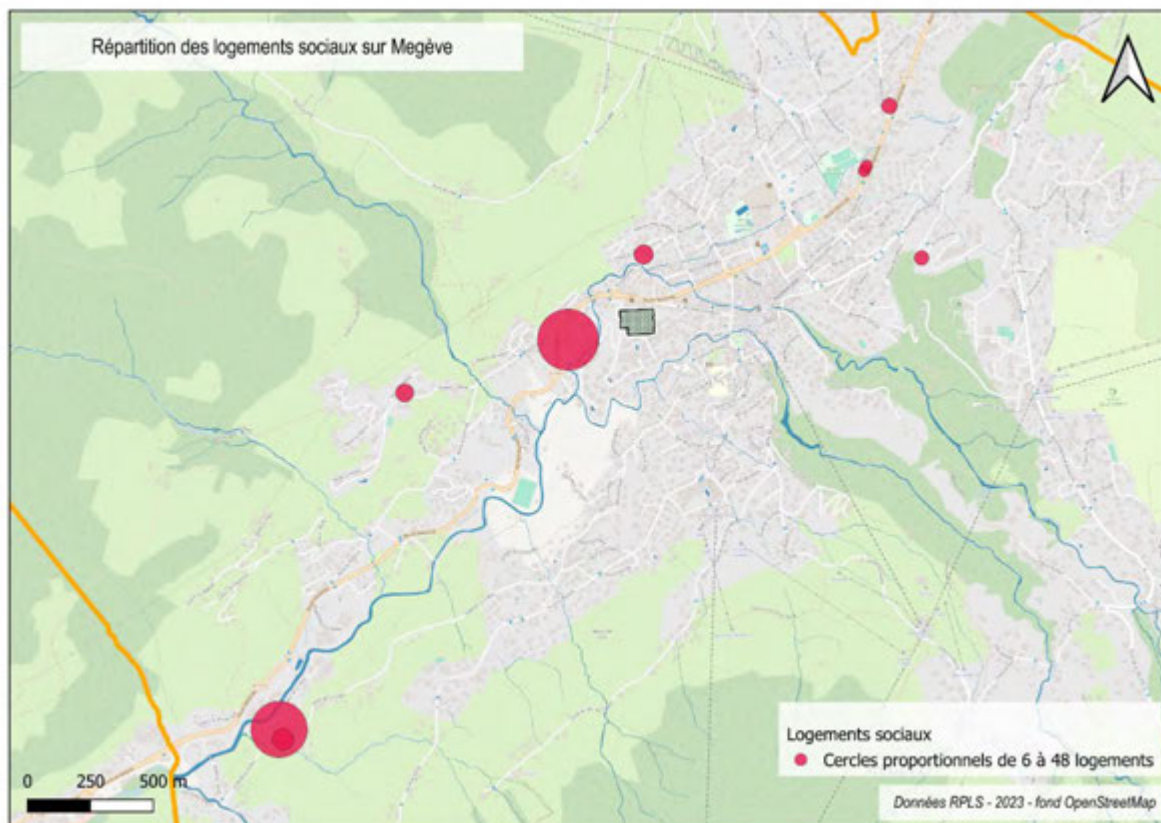 Répartition des logements sociaux sur Megève
0 250 500 m
Logements sociaux
Cercles proportionnels de 6 à 48 logements
Données RPLS - 2023 - fond OpenStreetMap